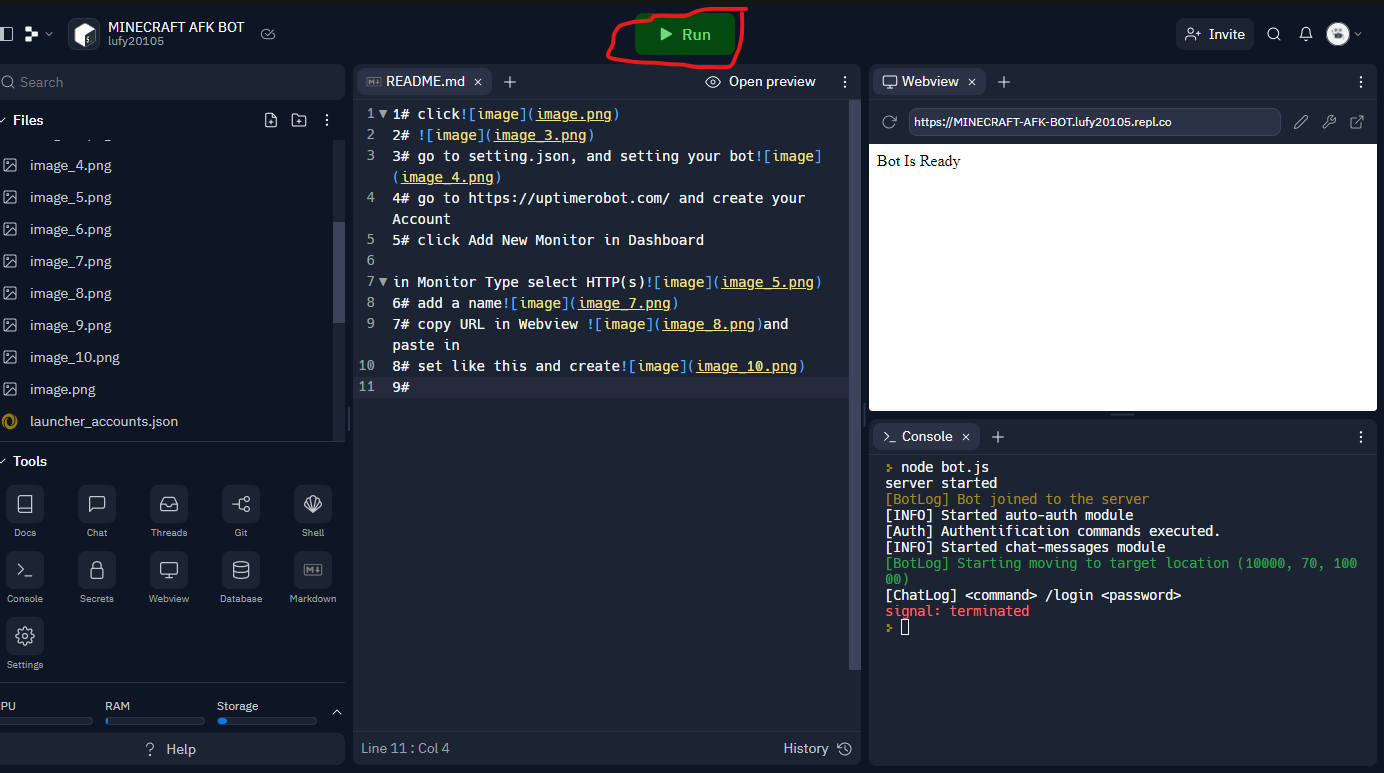 MINECRAFT AFK BOT
lufy20105
Run
Invite
Search
Files
image_4.png
image_5.png
image_6.png
image_7.png
image_8.png
image_9.png
image_10.png
image.png
launcher_accounts.json
Tools
Docs
Chat
Threads
Git
Shell
Console
Secrets
Webview
Database
Markdown
Settings
PU
RAM
Storage
? Help
README.md × +
Open preview
1 1# click![image](image.png)
2 2# ![image](image_3.png)
3 3# go to setting.json, and setting your bot![image]
(image_4.png)
4 4# go to https://uptimerobot.com/ and create your
Account
5 5# click Add New Monitor in Dashboard
6
7 in Monitor Type select HTTP(s)![image](image_5.png)
8 6# add a name![image](image_7.png)
9 7# copy URL in Webview ![image](image_8.png)and
paste in
10 8# set like this and create![image](image_10.png)
11 9#
Line 11 : Col 4
History
Webview × +
https://MINECRAFT-AFK-BOT.lufy20105.repl.co
Bot Is Ready
Console × +
node bot.js
server started
[BotLog] Bot joined to the server
[INFO] Started auto-auth module
[Auth] Authentification commands executed.
[INFO] Started chat-messages module
[BotLog] Starting moving to target location (10000, 70, 100
00)
[ChatLog] <command> /login <password>
signal: terminated